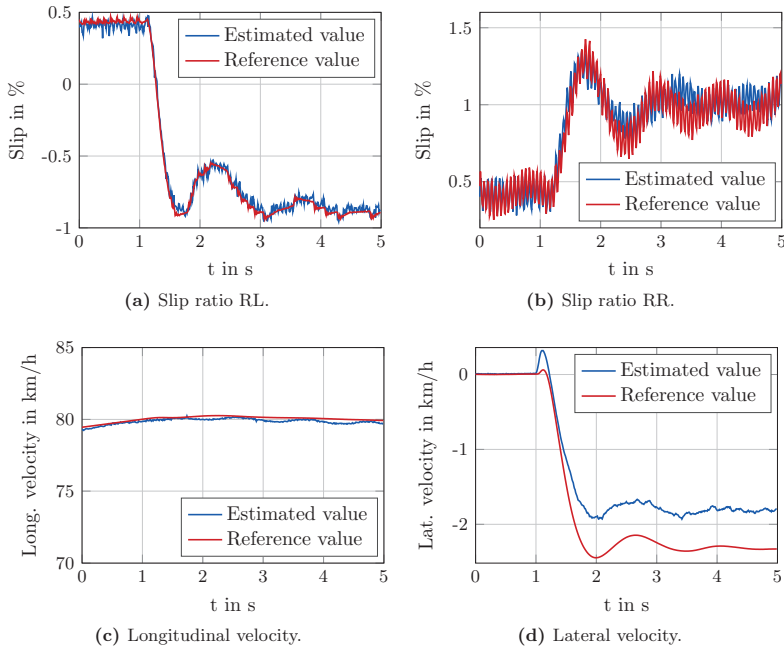 0.5
0
-0.5
-1
0 1 2 3 4 5
Slip in %
t in s
Estimated value
Reference value
(a) Slip ratio RL.
1.5
1
0.5
0 1 2 3 4 5
Slip in %
t in s
Estimated value
Reference value
(b) Slip ratio RR.
85
80
75
70
0 1 2 3 4 5
Long. velocity in km/h
t in s
Estimated value
Reference value
(c) Longitudinal velocity.
0
-1
-2
0 1 2 3 4 5
Lat. velocity in km/h
t in s
Estimated value
Reference value
(d) Lateral velocity.